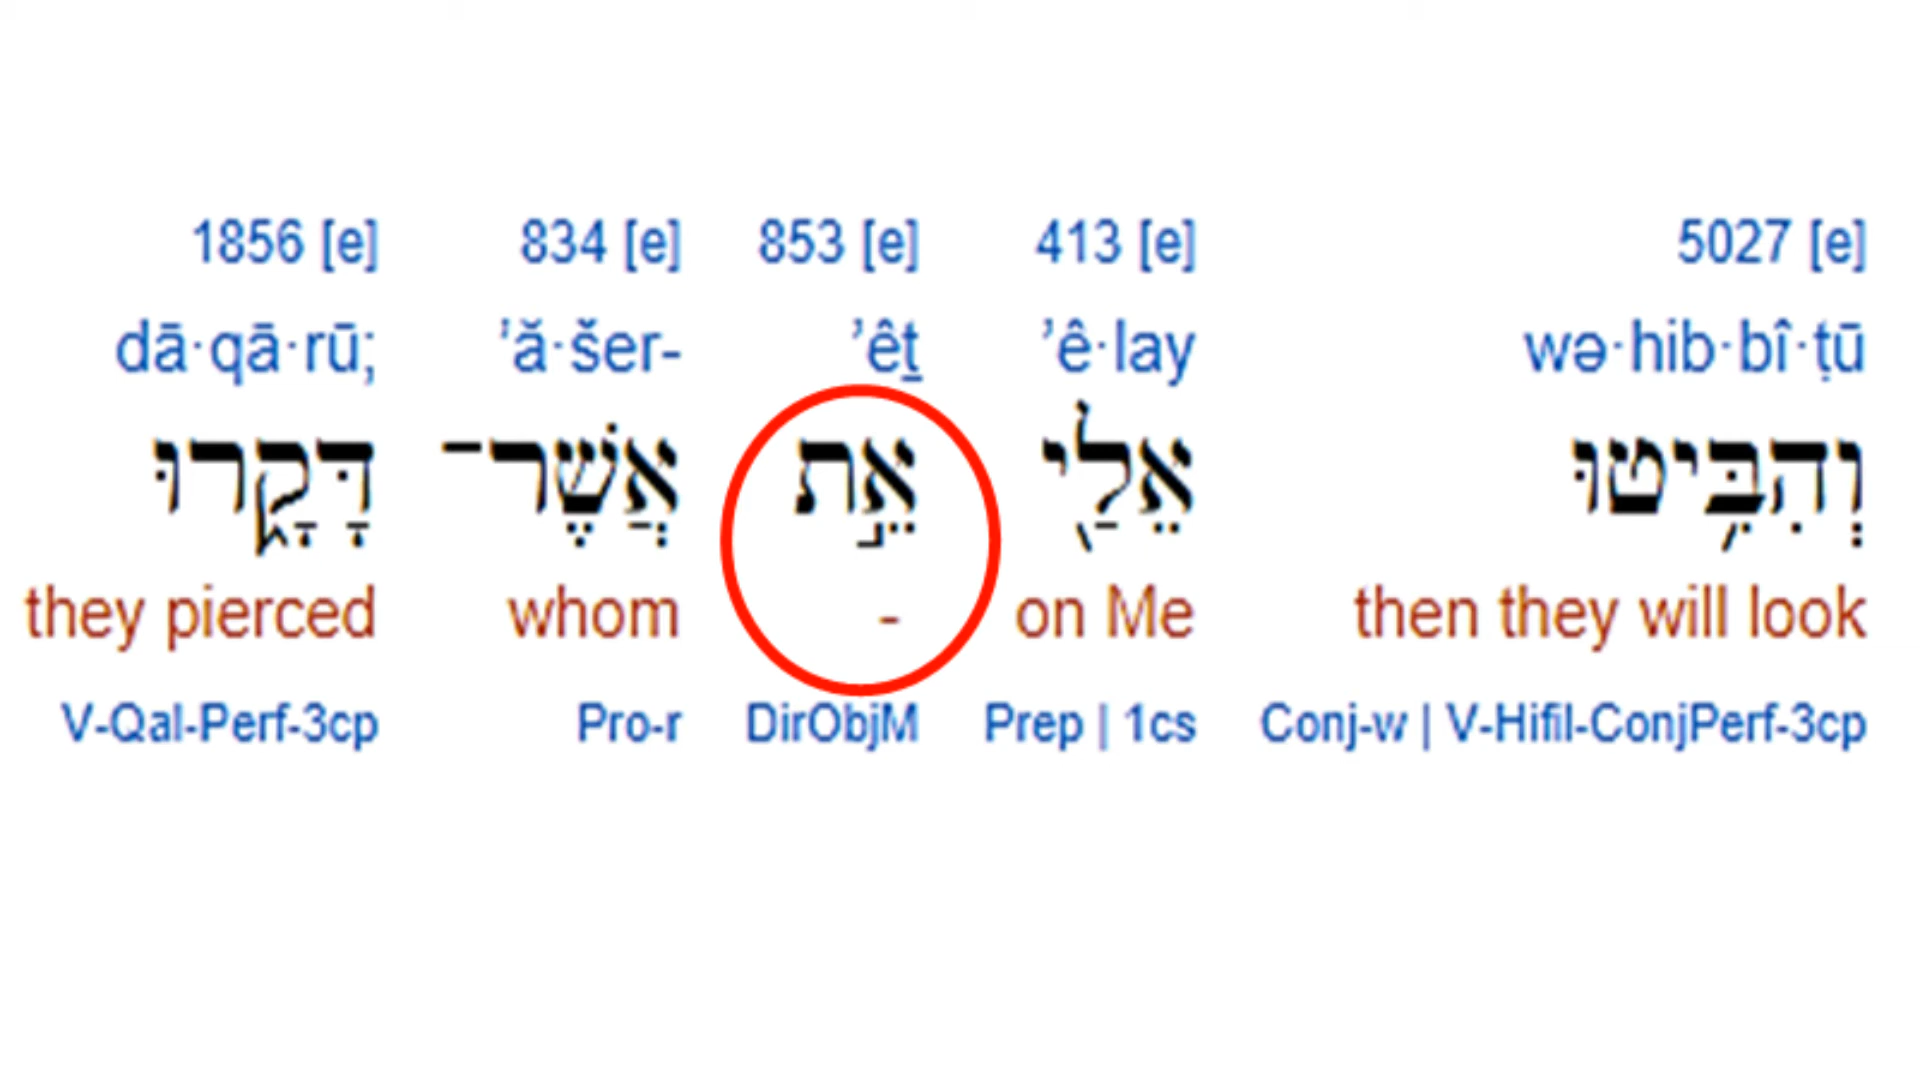 1856 [e] 834 [e] 853 [e] 413 [e] 5027 [e]
dā·qā·rū; ’ă·šer- ’êṯ ’ê·lay wə·hib·bî·ṭū
וְהִבִּ֥יטוּ אֵלַ֖י אֵ֣ת אֲשֶׁר־ דָּקָ֑רוּ
they pierced whom - on Me then they will look
V-Qal-Perf-3cp Pro-r DirObjM Prep | 1cs Conj-w | V-Hifil-ConjPerf-3cp